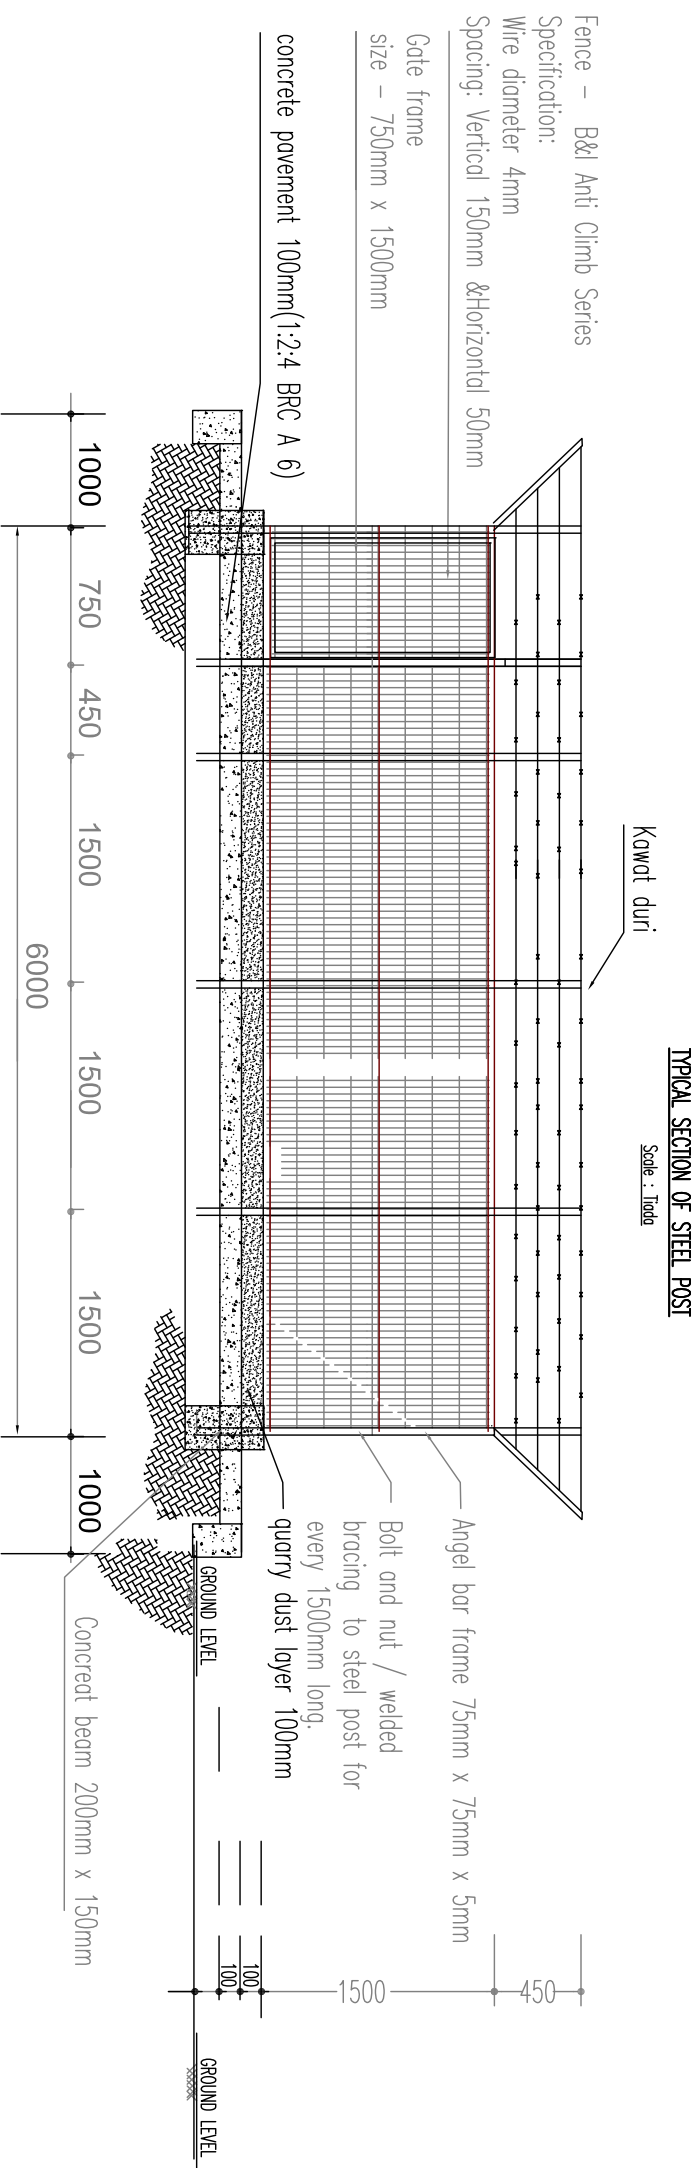 TYPICAL SECTION OF STEEL POST
Scale : Tiada
Kawat duri
Fence - B&I Anti Climb Series
Specification:
Wire diameter 4mm
Spacing: Vertical 150mm &Horizontal 50mm
Gate frame
size - 750mm x 1500mm
concrete pavement 100mm(1:2:4 BRC A 6)
Angel bar frame 75mm x 75mm x 5mm
Bolt and nut / welded
bracing to steel post for
every 1500mm long.
quarry dust layer 100mm
GROUND LEVEL
Concreat beam 200mm x 150mm
450
1500
100
100
GROUND LEVEL
1000
750
450
1500
1500
1500
1000
6000